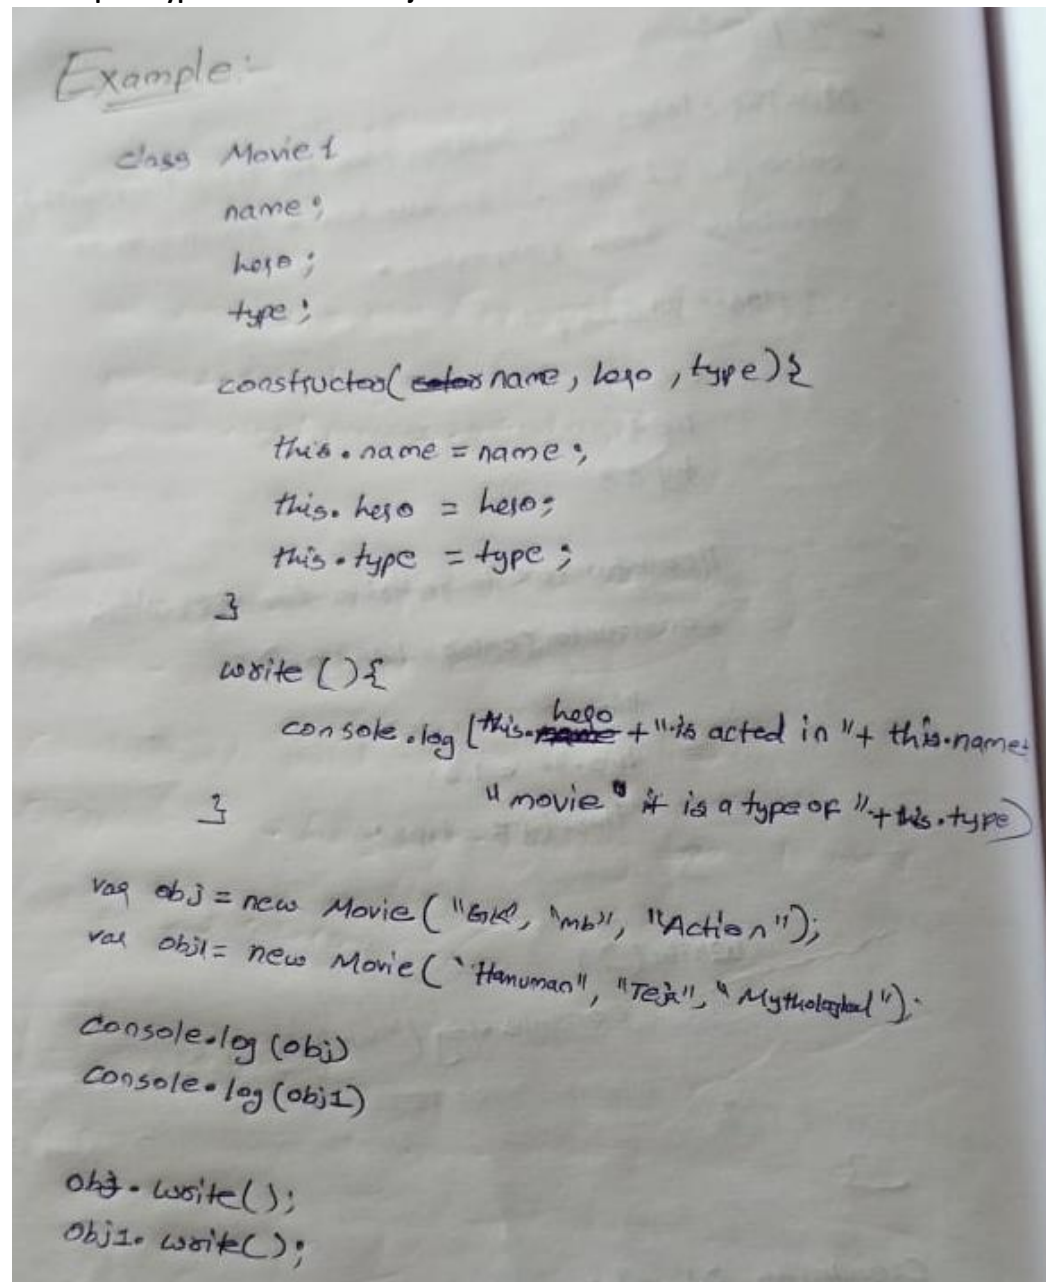 Example:-
class Movie {
name;
hero;
type;
constructor(name, hero, type){
this.name = name;
this.hero = hero;
this.type = type;
}
write (){
console.log (this.hero + "is acted in "+ this.name+
"movie" it is a type of "+this.type)
}
var obj = new Movie ("GK", "mb", "Action");
var obj1 = new Movie ("Hanuman", "Teja", "Mythological");
console.log (obj)
console.log (obj1)
obj.write();
obj1.write();